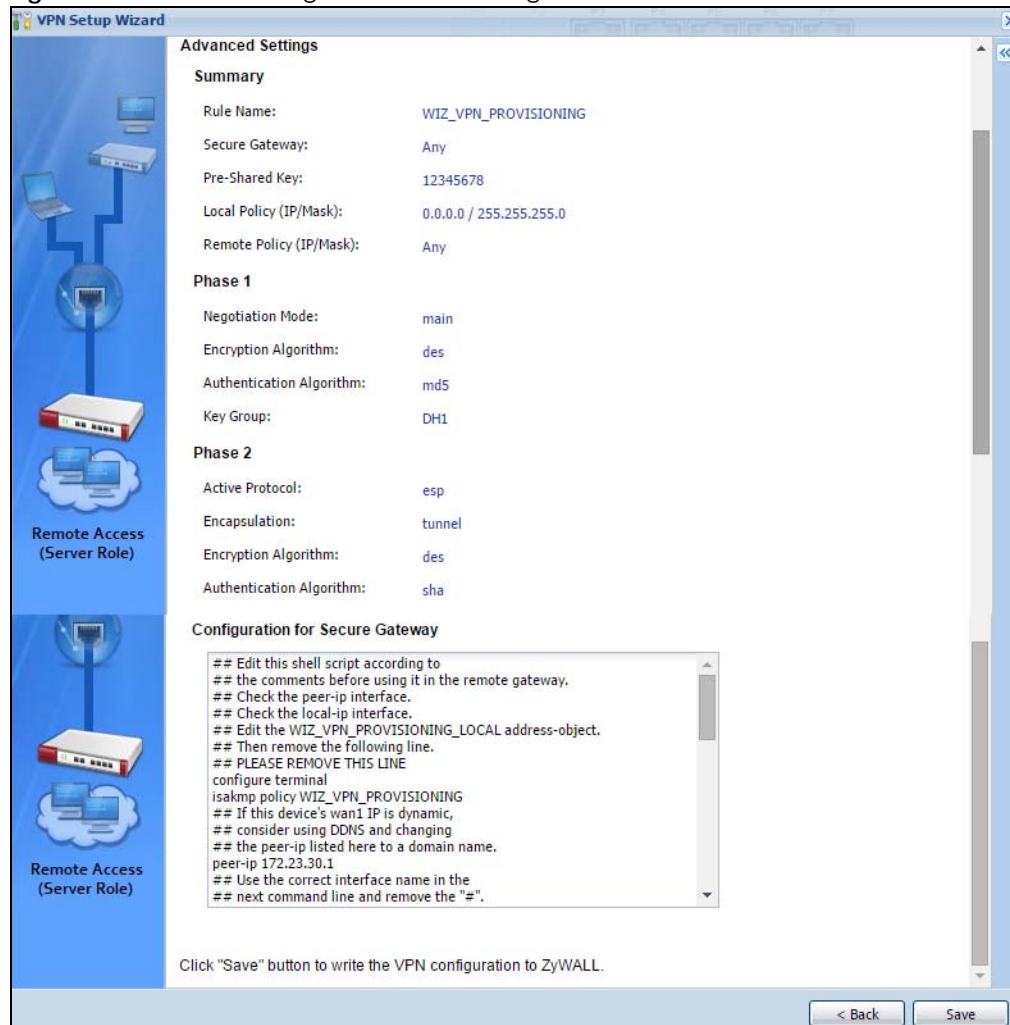 VPN Setup Wizard
Advanced Settings
Summary
Rule Name: WIZ_VPN_PROVISIONING
Secure Gateway: Any
Pre-Shared Key: 12345678
Local Policy (IP/Mask): 0.0.0.0 / 255.255.255.0
Remote Policy (IP/Mask): Any
Phase 1
Negotiation Mode: main
Encryption Algorithm: des
Authentication Algorithm: md5
Key Group: DH1
Phase 2
Active Protocol: esp
Encapsulation: tunnel
Encryption Algorithm: des
Authentication Algorithm: sha
Remote Access
(Server Role)
Configuration for Secure Gateway
## Edit this shell script according to
## the comments before using it in the remote gateway.
## Check the peer-ip interface.
## Check the local-ip interface.
## Edit the WIZ_VPN_PROVISIONING_LOCAL address-object.
## Then remove the following line.
## PLEASE REMOVE THIS LINE
configure terminal
isakmp policy WIZ_VPN_PROVISIONING
## If this device's wan1 IP is dynamic,
## consider using DDNS and changing
## the peer-ip listed here to a domain name.
peer-ip 172.23.30.1
## Use the correct interface name in the
## next command line and remove the "#".
Remote Access
(Server Role)
Click "Save" button to write the VPN configuration to ZyWALL.
< Back
Save